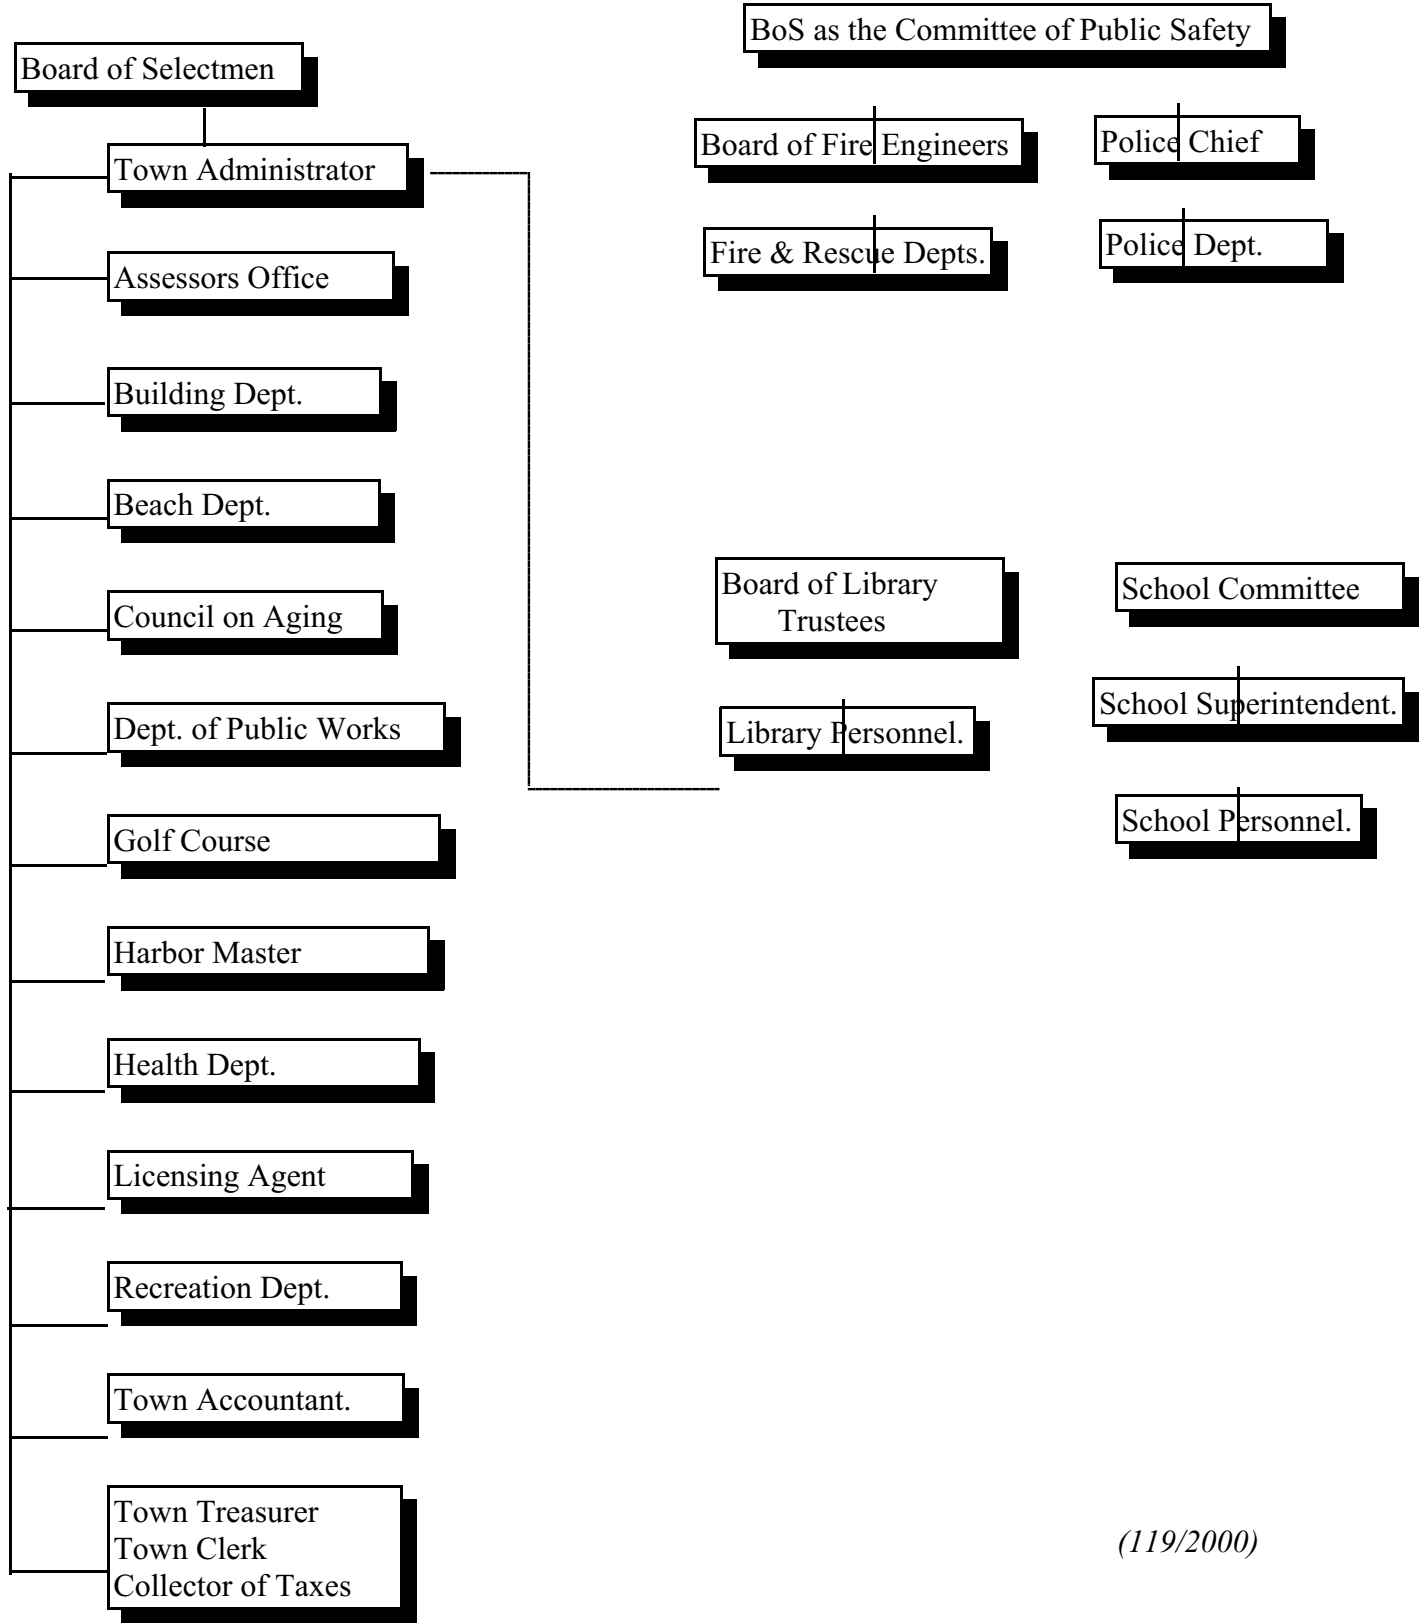 Board of Selectmen
Town Administrator
Assessors Office
Building Dept.
Beach Dept.
Council on Aging
Dept. of Public Works
Golf Course
Harbor Master
Health Dept.
Licensing Agent
Recreation Dept.
Town Accountant.
Town Treasurer
Town Clerk
Collector of Taxes
BoS as the Committee of Public Safety
Board of Fire Engineers
Police Chief
Fire & Rescue Depts.
Police Dept.
Board of Library
Trustees
School Committee
Library Personnel.
School Superintendent.
School Personnel.
(119/2000)